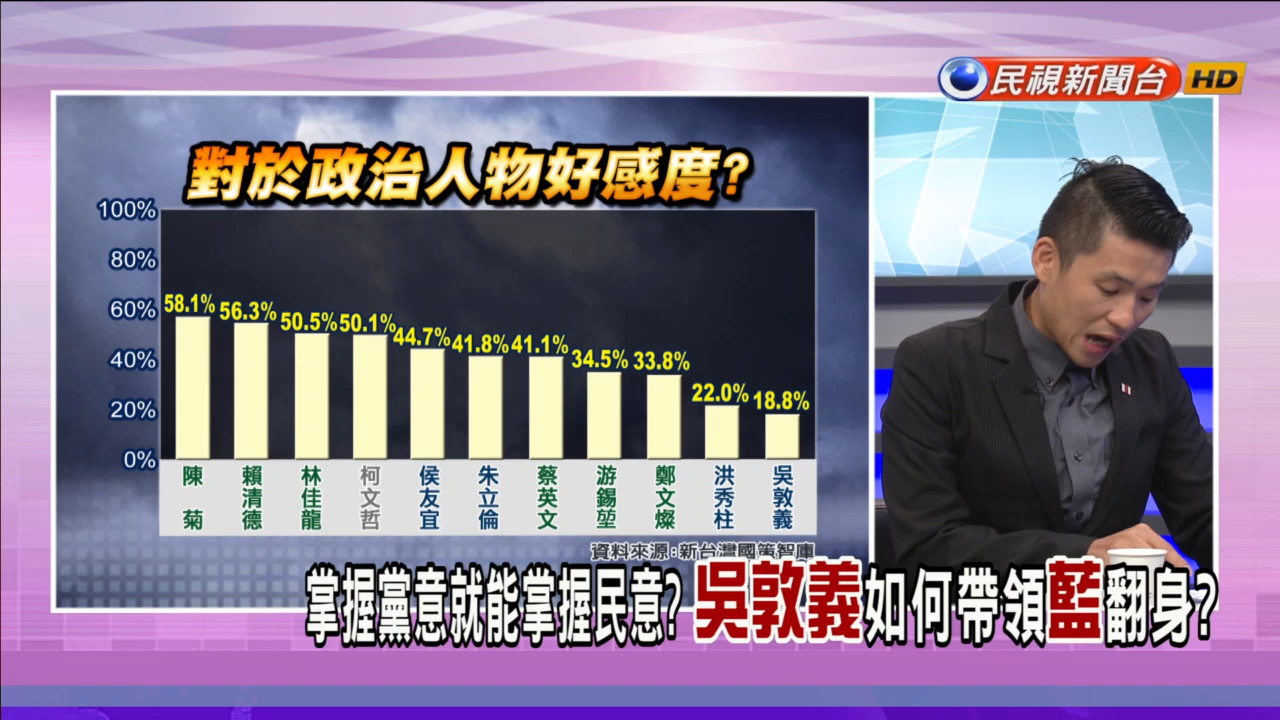 民視新聞台 HD
對於政治人物好感度?
100%
80%
60%
40%
20%
0%
58.1%
56.3%
50.5%
50.1%
44.7%
41.8%
41.1%
34.5%
33.8%
22.0%
18.8%
陳菊
賴清德
林佳龍
柯文哲
侯友宜
朱立倫
蔡英文
游錫堃
鄭文燦
洪秀柱
吳敦義
資料來源:新台灣國策智庫
掌握黨意就能掌握民意? 吳敦義如何帶領藍翻身?